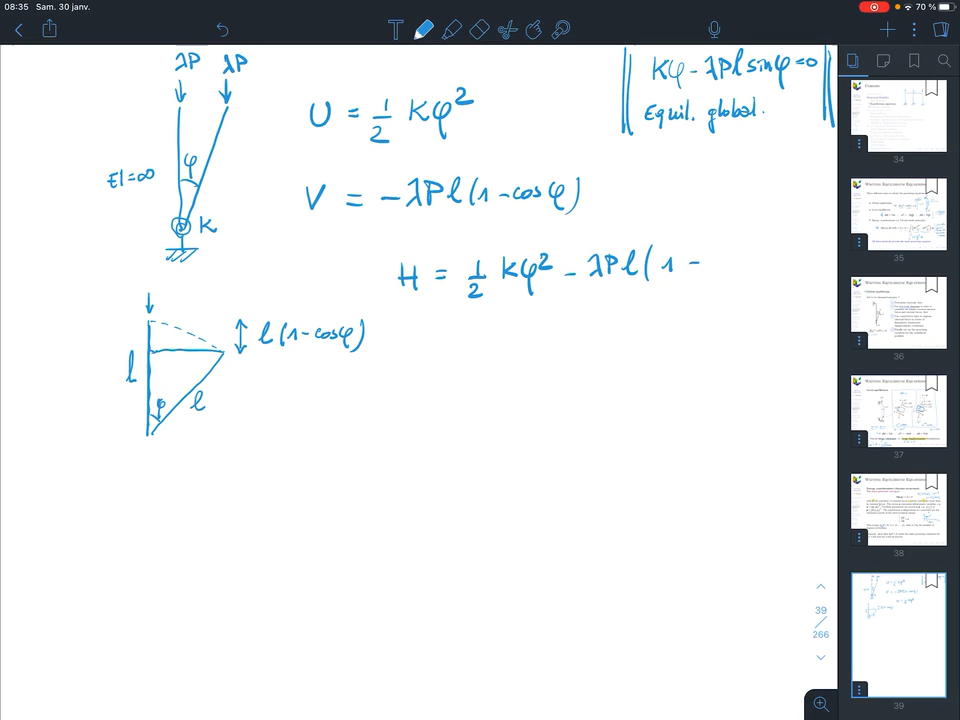 08:35 Sam. 30 janv.
70 %
λP λP
Kφ - λPl sinφ = 0
Equil. global.
U = 1/2 Kφ²
φ
EI = ∞
K
V = -λPl(1 - cosφ)
H = 1/2 Kφ² - λPl(1 -
l(1 - cosφ)
l
φ
l
34
35
36
37
38
39
39
/
266